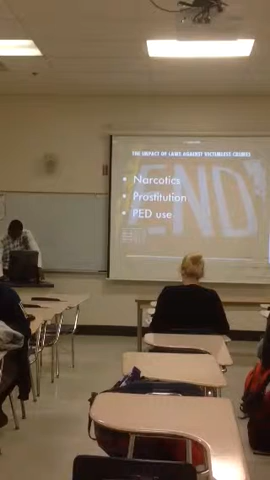 THE IMPACT OF LAWS AGAINST VICTIMLESS CRIMES
• Narcotics
• Prostitution
• PED use
END